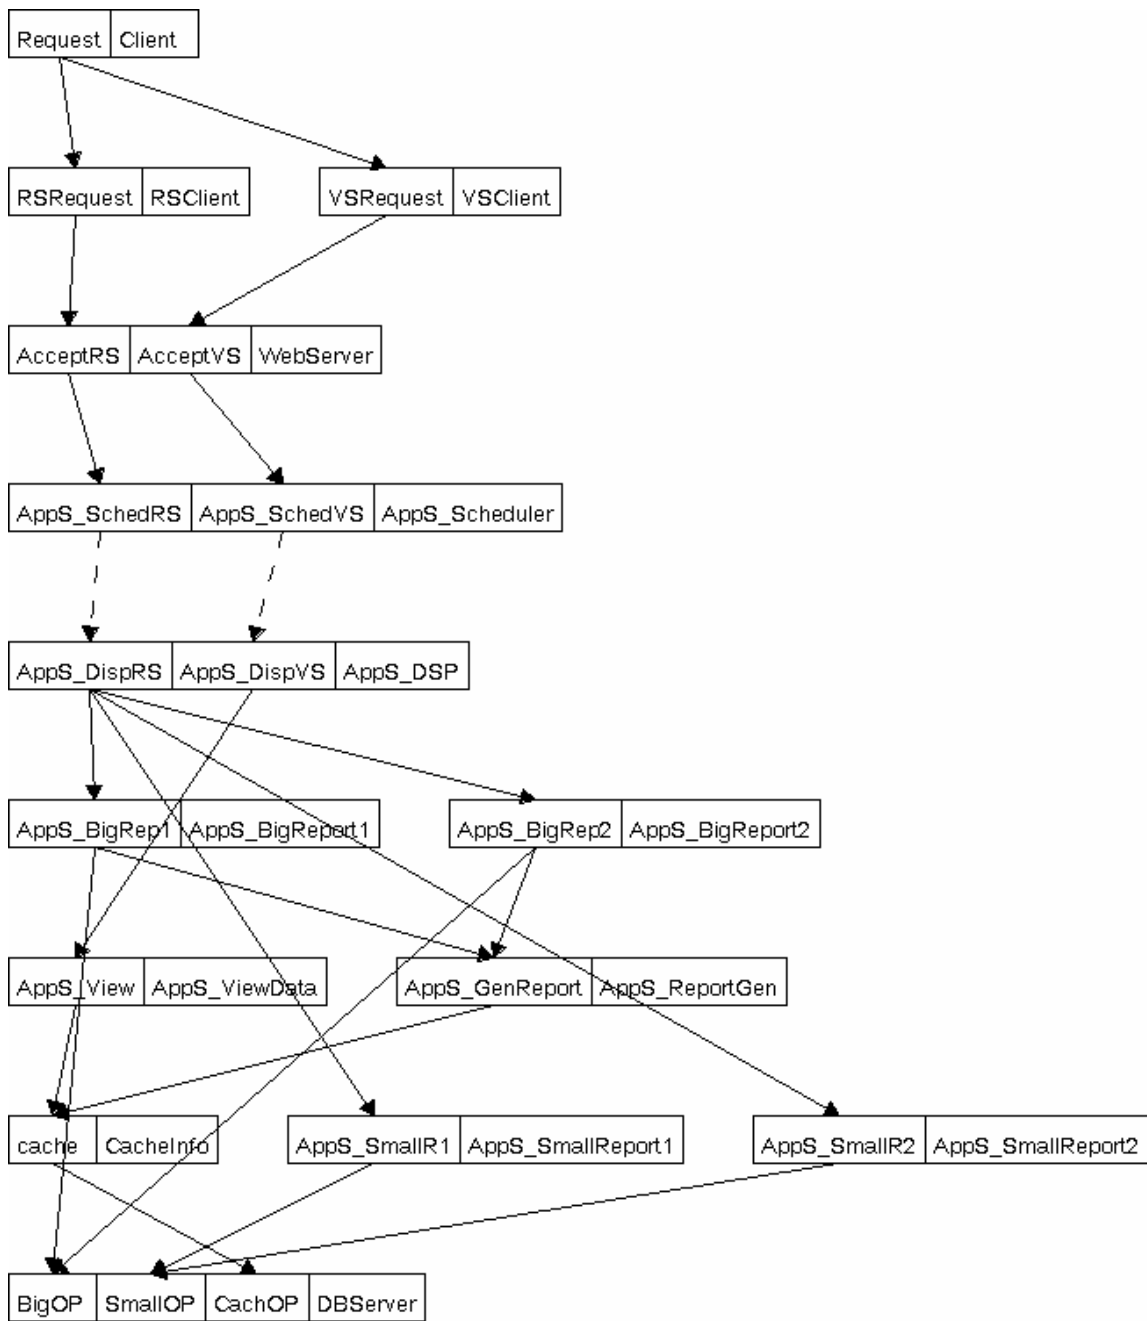 Request Client
RSRequest RSClient VSRequest VSClient
AcceptRS AcceptVS WebServer
AppS_SchedRS AppS_SchedVS AppS_Scheduler
AppS_DispRS AppS_DispVS AppS_DSP
AppS_BigRep1 AppS_BigReport1 AppS_BigRep2 AppS_BigReport2
AppS_View AppS_ViewData AppS_GenReport AppS_ReportGen
cache CacheInfo AppS_SmallR1 AppS_SmallReport1 AppS_SmallR2 AppS_SmallReport2
BigOP SmallOP CachOP DBServer